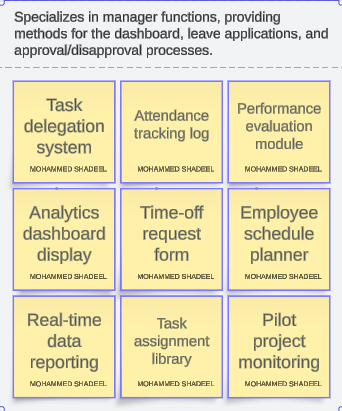 Specializes in manager functions, providing
methods for the dashboard, leave applications, and
approval/disapproval processes.
Task
delegation
system
MOHAMMED SHADEEL
Attendance
tracking log
MOHAMMED SHADEEL
Performance
evaluation
module
MOHAMMED SHADEEL
Analytics
dashboard
display
MOHAMMED SHADEEL
Time-off
request
form
MOHAMMED SHADEEL
Employee
schedule
planner
MOHAMMED SHADEEL
Real-time
data
reporting
MOHAMMED SHADEEL
Task
assignment
library
MOHAMMED SHADEEL
Pilot
project
monitoring
MOHAMMED SHADEEL